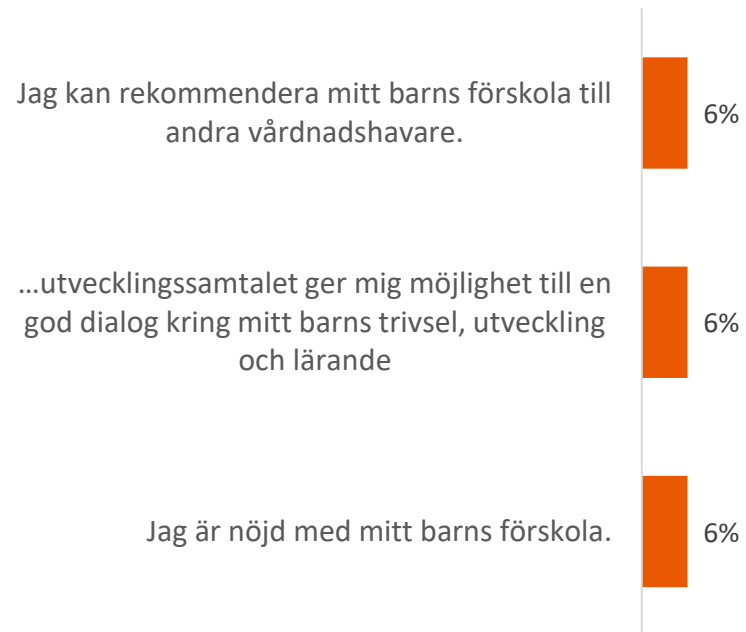 Jag kan rekommendera mitt barns förskola till
andra vårdnadshavare.
6%
...utvecklingssamtalet ger mig möjlighet till en
god dialog kring mitt barns trivsel, utveckling
och lärande
6%
Jag är nöjd med mitt barns förskola.
6%